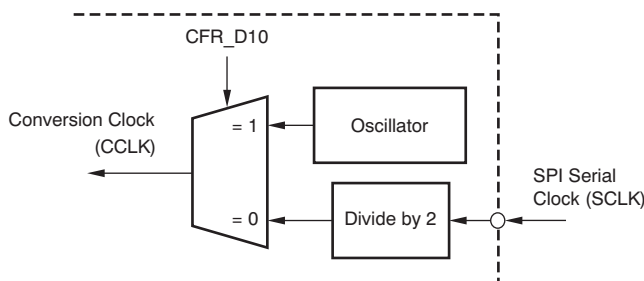 CFR_D10
Conversion Clock
(CCLK)
= 1
Oscillator
SPI Serial
Clock (SCLK)
= 0
Divide by 2